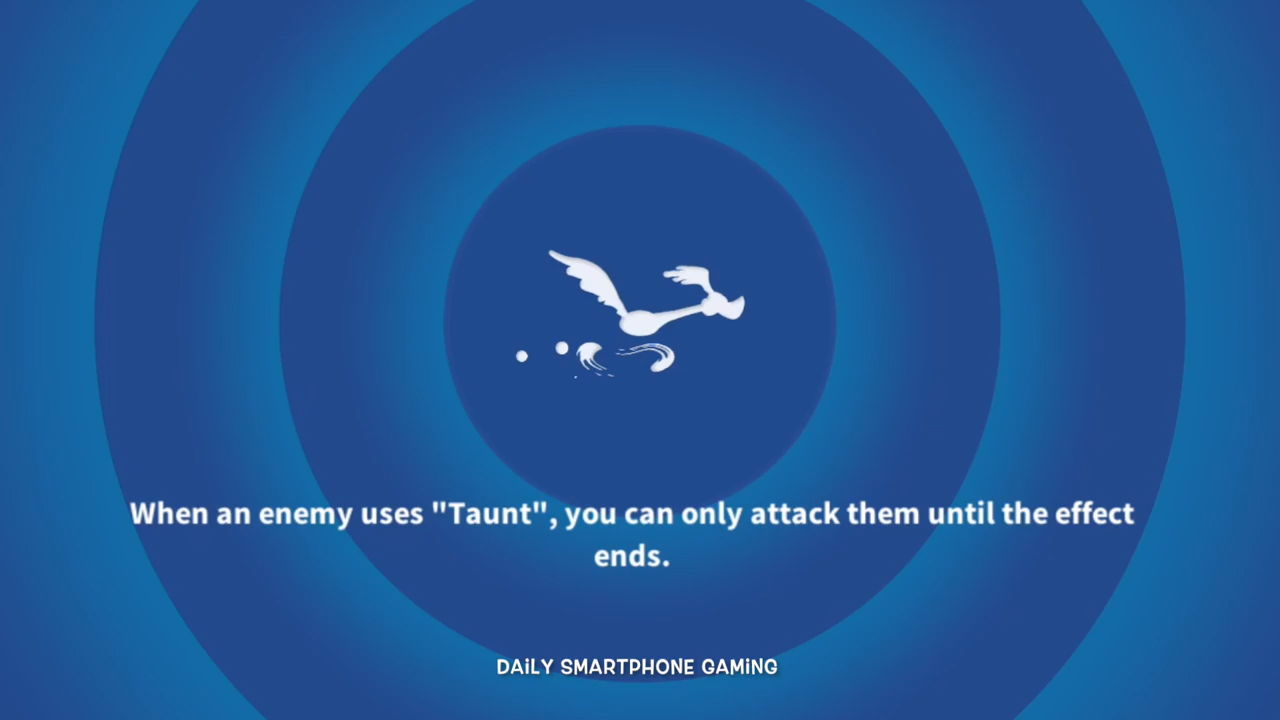 When an enemy uses "Taunt", you can only attack them until the effect
ends.
DAiLY SMARTPHONE GAMiNG